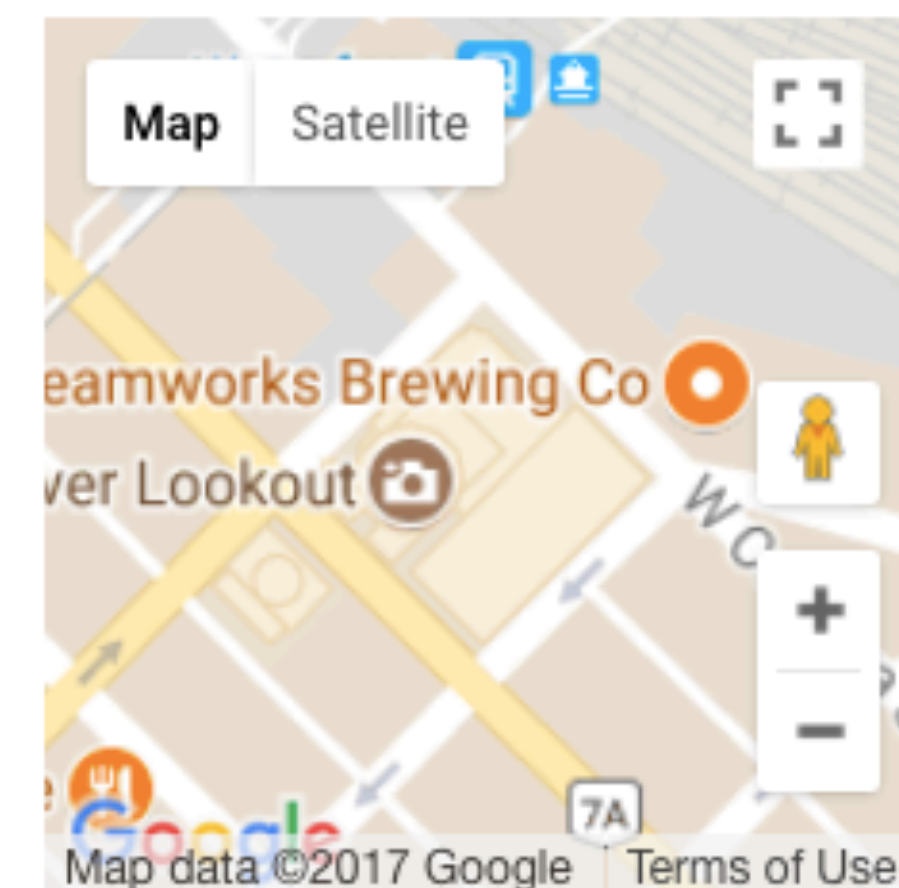 Map Satellite
eamworks Brewing Co
ver Lookout
W C
7A
Google
Map data ©2017 Google Terms of Use